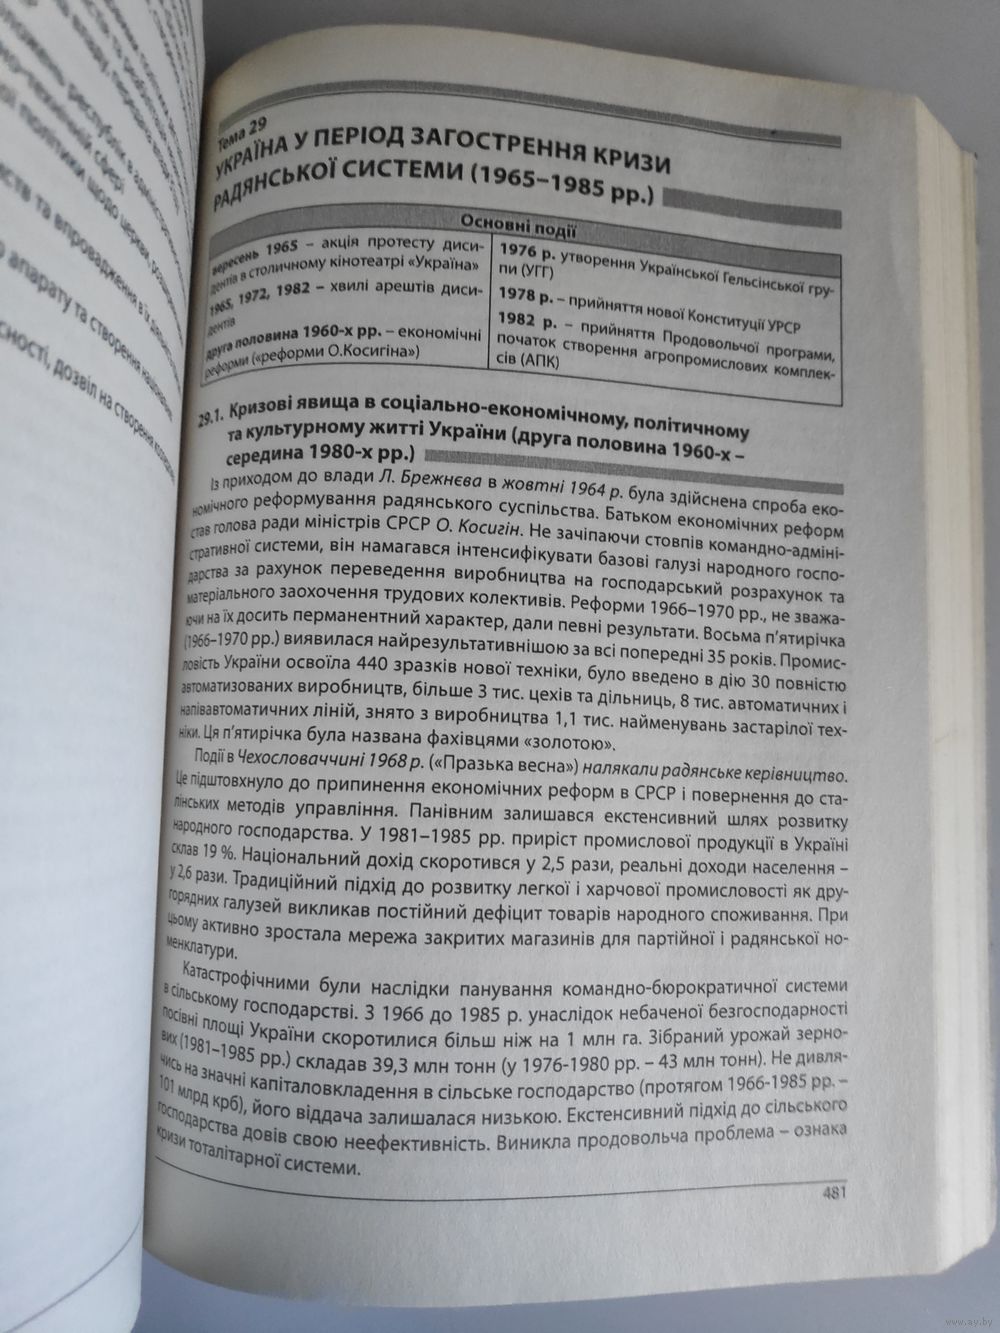 Тема 29
УКРАЇНА У ПЕРІОД ЗАГОСТРЕННЯ КРИЗИ
РАДЯНСЬКОЇ СИСТЕМИ (1965–1985 рр.)
Основні події
вересень 1965 – акція протесту диси-
дентів в столичному кінотеатрі «Україна»
1965, 1972, 1982 – хвилі арештів диси-
дентів
друга половина 1960-х рр. – економічні
реформи («реформи О.Косигіна»)
1976 р. утворення Української Гельсінської гру-
пи (УГГ)
1978 р. – прийняття нової Конституції УРСР
1982 р. – прийняття Продовольчої програми,
початок створення агропромислових комплек-
сів (АПК)
29.1. Кризові явища в соціально-економічному, політичному
та культурному житті України (друга половина 1960-х –
середина 1980-х рр.)
Із приходом до влади Л. Брежнєва в жовтні 1964 р. була здійснена спроба еко-
номічного реформування радянського суспільства. Батьком економічних реформ
став голова ради міністрів СРСР О. Косигін. Не зачіпаючи стовпів командно-адміні-
стративної системи, він намагався інтенсифікувати базові галузі народного госпо-
дарства за рахунок переведення виробництва на господарський розрахунок та
матеріального заохочення трудових колективів. Реформи 1966–1970 рр., не зважа-
ючи на їх досить перманентний характер, дали певні результати. Восьма п’ятирічка
(1966–1970 рр.) виявилася найрезультативнішою за всі попередні 35 років. Промис-
ловість України освоїла 440 зразків нової техніки, було введено в дію 30 повністю
автоматизованих виробництв, більше 3 тис. цехів та дільниць, 8 тис. автоматичних і
напівавтоматичних ліній, знято з виробництва 1,1 тис. найменувань застарілої тех-
ніки. Ця п’ятирічка була названа фахівцями «золотою».
Події в Чехословаччині 1968 р. («Празька весна») налякали радянське керівництво.
Це підштовхнуло до припинення економічних реформ в СРСР і повернення до ста-
лінських методів управління. Панівним залишався екстенсивний шлях розвитку
народного господарства. У 1981–1985 рр. приріст промислової продукції в Україні
склав 19 %. Національний дохід скоротився у 2,5 рази, реальні доходи населення –
у 2,6 рази. Традиційний підхід до розвитку легкої і харчової промисловості як дру-
горядних галузей викликав постійний дефіцит товарів народного споживання. При
цьому активно зростала мережа закритих магазинів для партійної і радянської но-
менклатури.
Катастрофічними були наслідки панування командно-бюрократичної системи
в сільському господарстві. З 1966 до 1985 р. унаслідок небаченої безгосподарності
посівні площі України скоротилися більш ніж на 1 млн га. Зібраний урожай зерно-
вих (1981–1985 рр.) складав 39,3 млн тонн (у 1976-1980 рр. – 43 млн тонн). Не дивля-
чись на значні капіталовкладення в сільське господарство (протягом 1966-1985 рр. –
101 млрд крб), його віддача залишалася низькою. Екстенсивний підхід до сільського
господарства довів свою неефективність. Виникла продовольча проблема – ознака
кризи тоталітарної системи.
481
www.ay.by